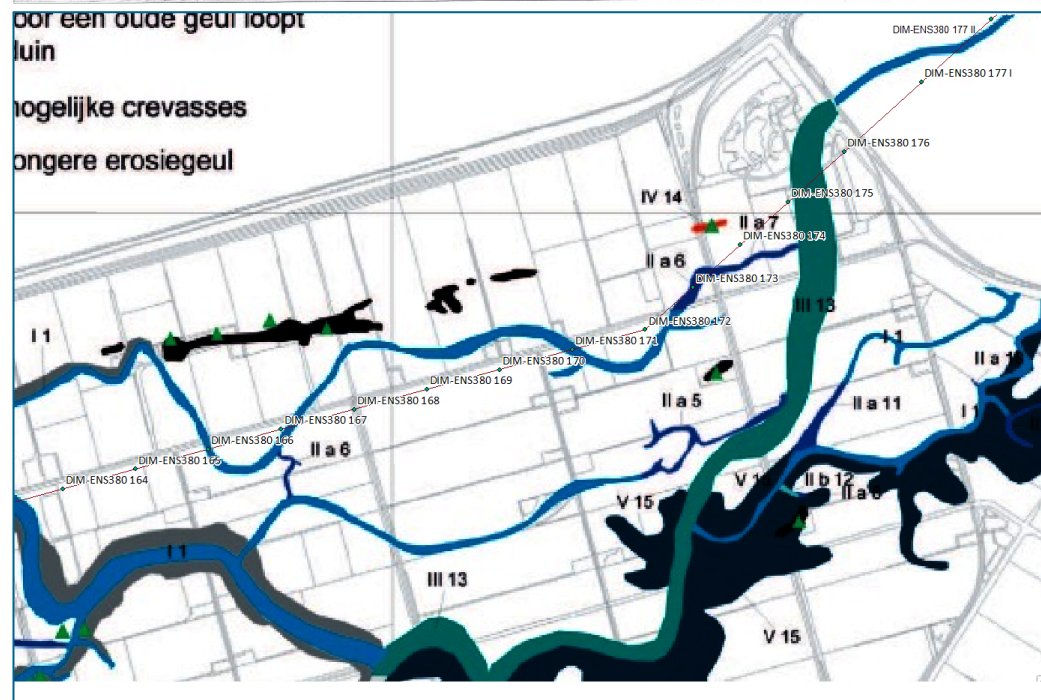 oor een oude geul loopt
duin
mogelijke crevasses
ongere erosiegeul
DIM-ENS380 177 II
DIM-ENS380 177 I
DIM-ENS380 176
IV 14
DIM-ENS380 175
II a 7
DIM-ENS380 174
II a 6
DIM-ENS380 173
III 13
DIM-ENS380 172
I 1
I 1
DIM-ENS380 171
DIM-ENS380 170
II a 1
DIM-ENS380 169
DIM-ENS380 168
II a 5
II a 11
I 1
DIM-ENS380 167
DIM-ENS380 166
II a 6
DIM-ENS380 165
DIM-ENS380 164
II b 12
V 15
I 1
III 13
V 15